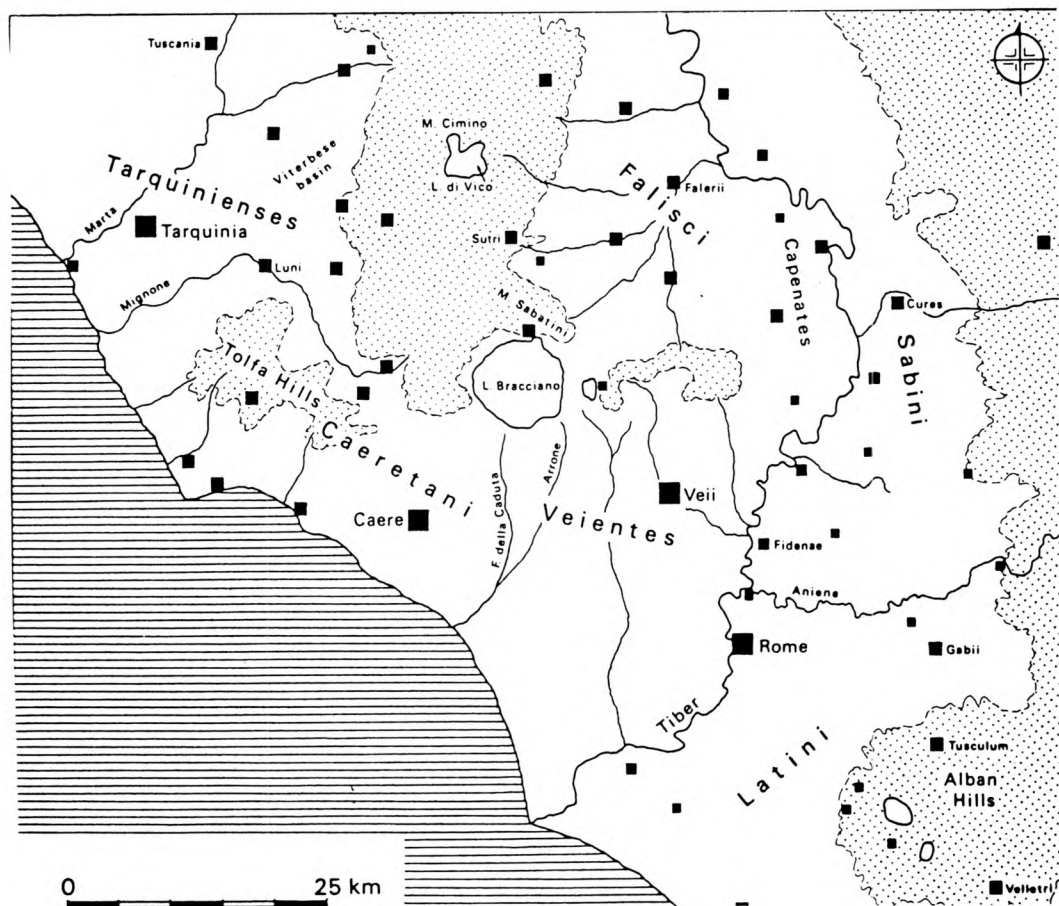 Tuscania
M. Cimino
L. di Vico
Viterbese
basin
Tarquinienses
Marta
Tarquinia
Falisci
Falerii
Sutri
Luni
Mignone
M. Sabatini
Capenates
Cures
Sabini
Tolfa Hills
L. Bracciano
Caeretani
F. della Caduta
Arrone
Caere
Veii
Veientes
Fidenae
Aniene
Rome
Gabii
Tiber
Latini
Tusculum
Alban
Hills
Velletri
0 25 km